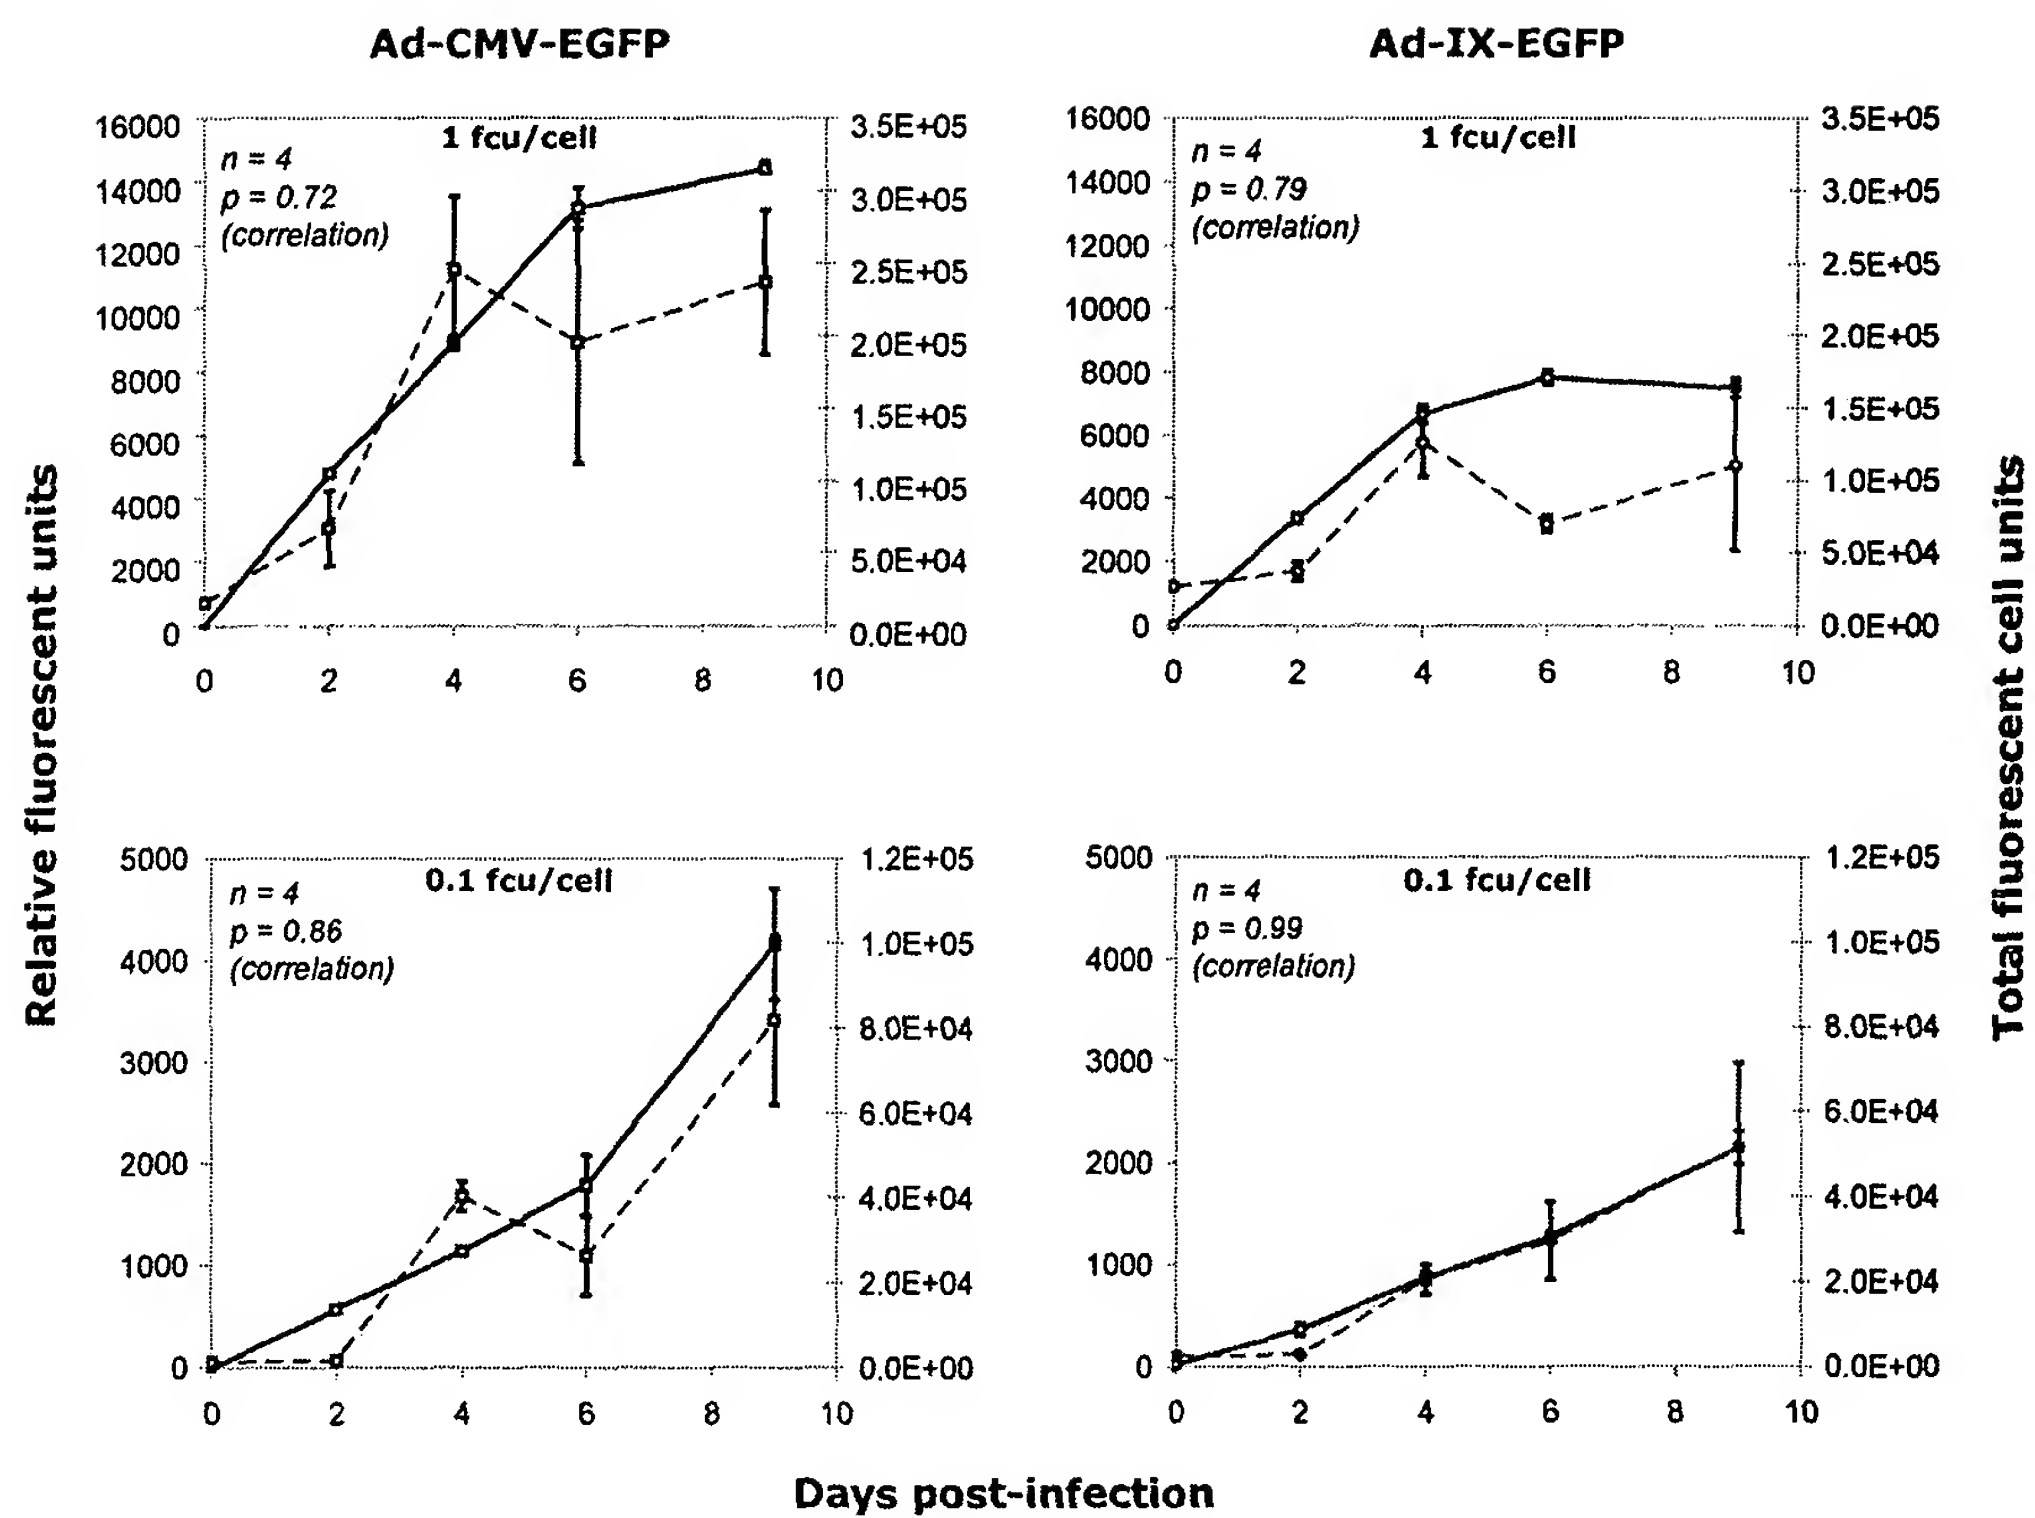 Ad-CMV-EGFP
Ad-IX-EGFP
Relative fluorescent units
Total fluorescent cell units
1 fcu/cell
n = 4
p = 0.72
(correlation)
16000
14000
12000
10000
8000
6000
4000
2000
0
3.5E+05
3.0E+05
2.5E+05
2.0E+05
1.5E+05
1.0E+05
5.0E+04
0.0E+00
0 2 4 6 8 10
1 fcu/cell
n = 4
p = 0.79
(correlation)
16000
14000
12000
10000
8000
6000
4000
2000
0
3.5E+05
3.0E+05
2.5E+05
2.0E+05
1.5E+05
1.0E+05
5.0E+04
0.0E+00
0 2 4 6 8 10
0.1 fcu/cell
n = 4
p = 0.86
(correlation)
5000
4000
3000
2000
1000
0
1.2E+05
1.0E+05
8.0E+04
6.0E+04
4.0E+04
2.0E+04
0.0E+00
0 2 4 6 8 10
0.1 fcu/cell
n = 4
p = 0.99
(correlation)
5000
4000
3000
2000
1000
0
1.2E+05
1.0E+05
8.0E+04
6.0E+04
4.0E+04
2.0E+04
0.0E+00
0 2 4 6 8 10
Days post-infection